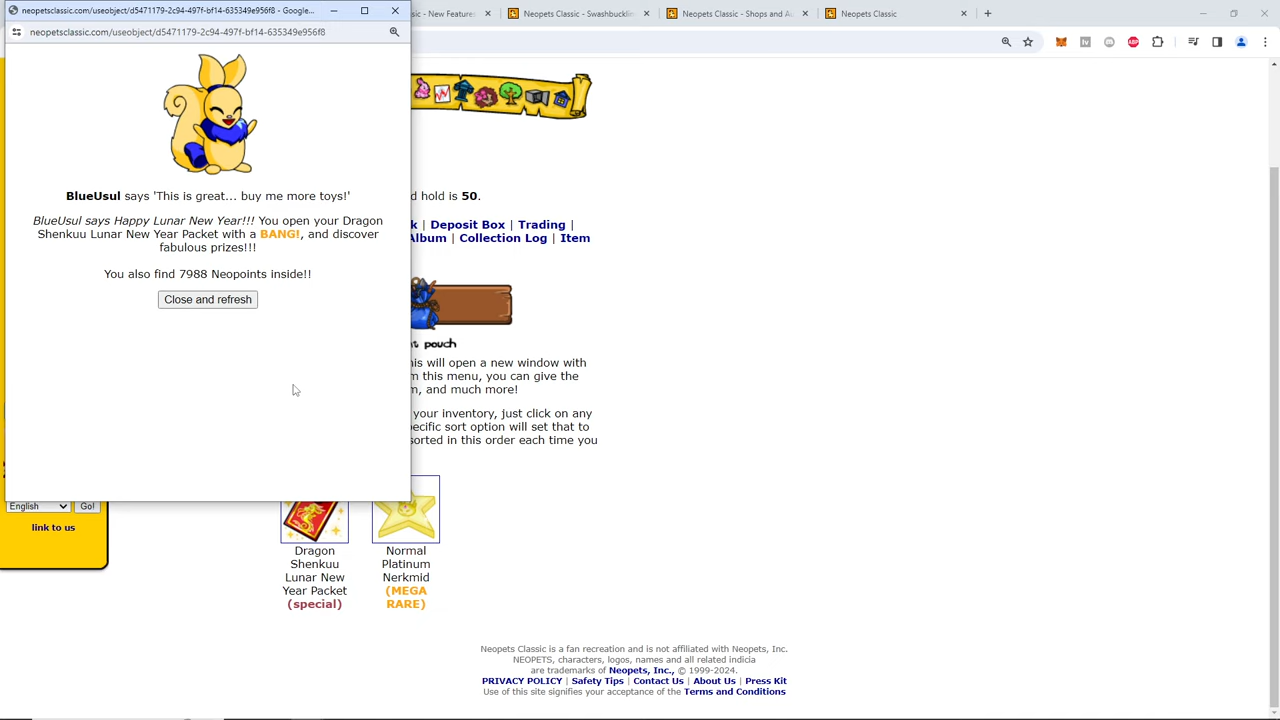 neopetsclassic.com/useobject/d5471179-2c94-497f-bf14-635349e956f8 - Google...
sic - New Features
Neopets Classic - Swashbucklin
Neopets Classic - Shops and Ac
Neopets Classic
neopetsclassic.com/useobject/d5471179-2c94-497f-bf14-635349e956f8
BlueUsul says 'This is great... buy me more toys!'
BlueUsul says Happy Lunar New Year!!! You open your Dragon
Shenkuu Lunar New Year Packet with a BANG!, and discover
fabulous prizes!!!
You also find 7988 Neopoints inside!!
Close and refresh
d hold is 50.
k | Deposit Box | Trading |
Album | Collection Log | Item
pouch
his will open a new window with
m this menu, you can give the
m, and much more!
your inventory, just click on any
ecific sort option will set that to
sorted in this order each time you
English
Go!
link to us
Dragon
Shenkuu
Lunar New
Year Packet
(special)
Normal
Platinum
Nerkmid
(MEGA
RARE)
Neopets Classic is a fan recreation and is not affiliated with Neopets, Inc.
NEOPETS, characters, logos, names and all related indicia
are trademarks of Neopets, Inc., © 1999-2024.
PRIVACY POLICY | Safety Tips | Contact Us | About Us | Press Kit
Use of this site signifies your acceptance of the Terms and Conditions